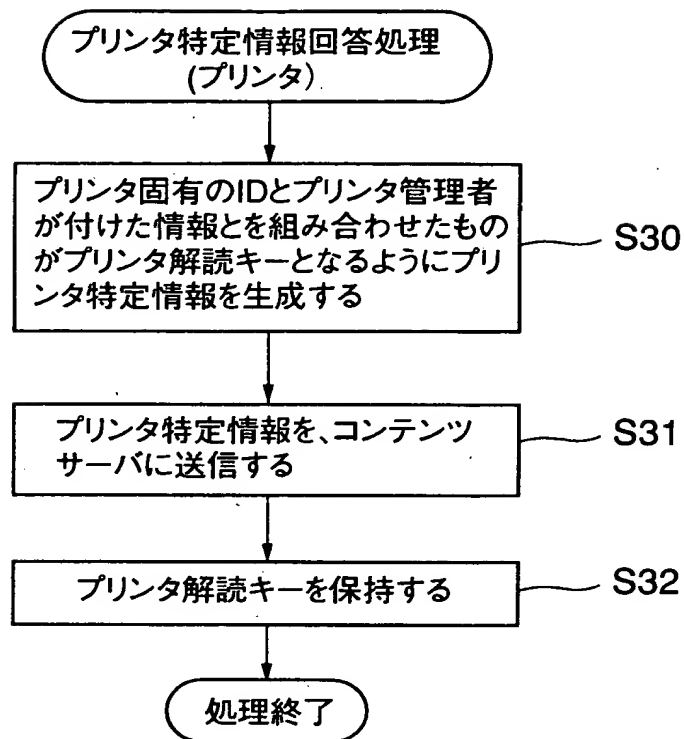 プリンタ特定情報回答処理
(プリンタ)
プリンタ固有のIDとプリンタ管理者
が付けた情報とを組み合わせたもの
がプリンタ解読キーとなるようにプリ
ンタ特定情報を生成する
S30
プリンタ特定情報を、コンテンツ
サーバに送信する
S31
プリンタ解読キーを保持する
S32
処理終了